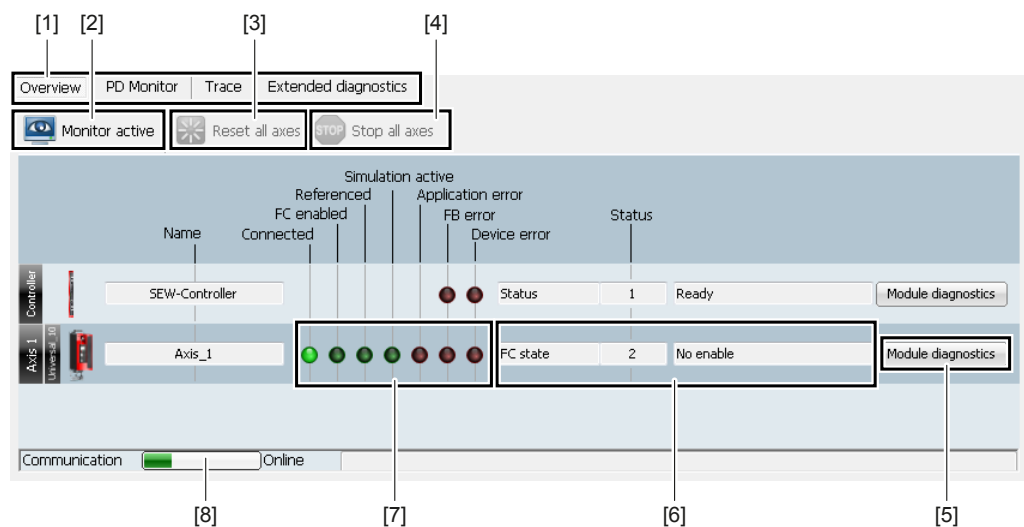 [1] [2] [3] [4]
Overview PD Monitor Trace Extended diagnostics
Monitor active Reset all axes STOP Stop all axes
Simulation active
Referenced Application error
FC enabled FB error Status
Name Connected Device error
Controller SEW-Controller Status 1 Ready Module diagnostics
Axis 1 Universal_10 Axis_1 FC state 2 No enable Module diagnostics
Communication Online
[8] [7] [6] [5]